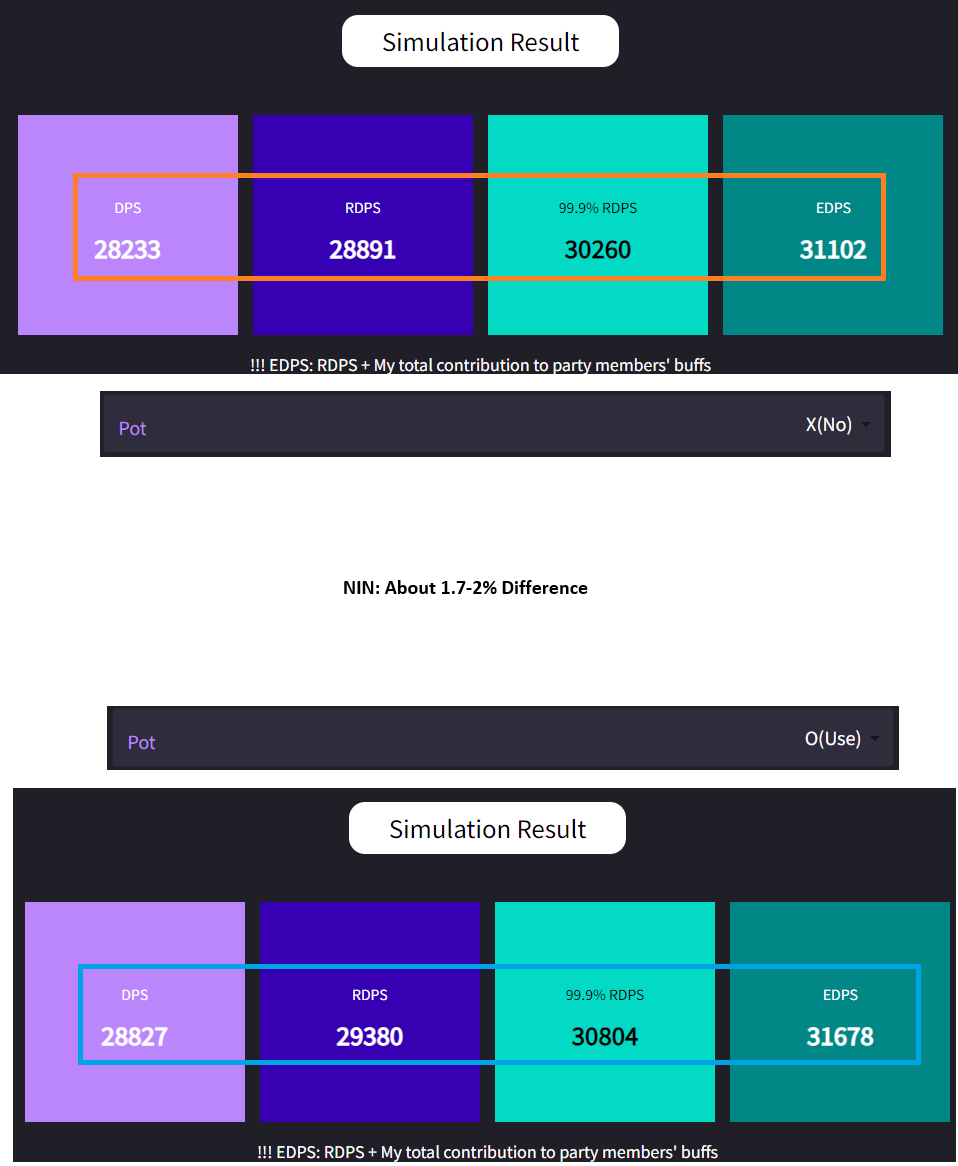 Simulation Result
DPS RDPS 99.9% RDPS EDPS
28233 28891 30260 31102
!!! EDPS: RDPS + My total contribution to party members' buffs
Pot X(No)
NIN: About 1.7-2% Difference
Pot O(Use)
Simulation Result
DPS RDPS 99.9% RDPS EDPS
28827 29380 30804 31678
!!! EDPS: RDPS + My total contribution to party members' buffs